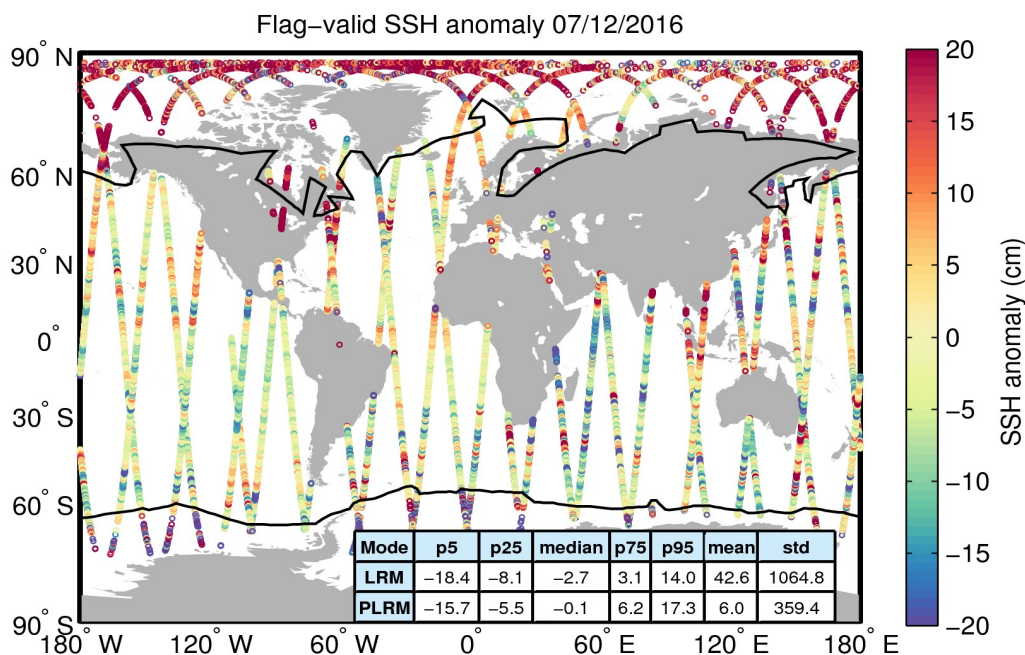 Flag−valid SSH anomaly 07/12/2016
90° N
60° N
30° N
0°
30° S
60° S
90° S
180° W
120° W
60° W
0°
60° E
120° E
180° E
Mode p5 p25 median p75 p95 mean std
LRM −18.4 −8.1 −2.7 3.1 14.0 42.6 1064.8
PLRM −15.7 −5.5 −0.1 6.2 17.3 6.0 359.4
20
15
10
5
0
−5
−10
−15
−20
SSH anomaly (cm)